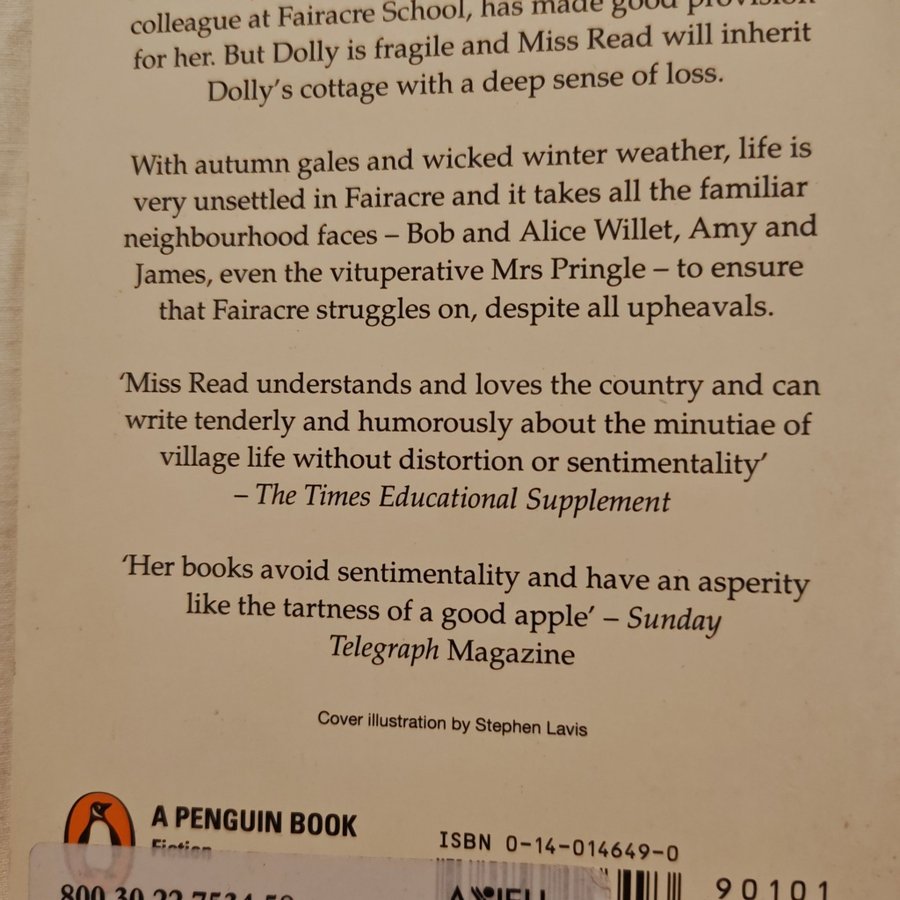 colleague at Fairacre School, has made good provision
for her. But Dolly is fragile and Miss Read will inherit
Dolly's cottage with a deep sense of loss.
With autumn gales and wicked winter weather, life is
very unsettled in Fairacre and it takes all the familiar
neighbourhood faces – Bob and Alice Willet, Amy and
James, even the vituperative Mrs Pringle – to ensure
that Fairacre struggles on, despite all upheavals.
'Miss Read understands and loves the country and can
write tenderly and humorously about the minutiae of
village life without distortion or sentimentality'
– The Times Educational Supplement
'Her books avoid sentimentality and have an asperity
like the tartness of a good apple' – Sunday
Telegraph Magazine
Cover illustration by Stephen Lavis
A PENGUIN BOOK
Fiction
ISBN 0-14-014649-0
90101